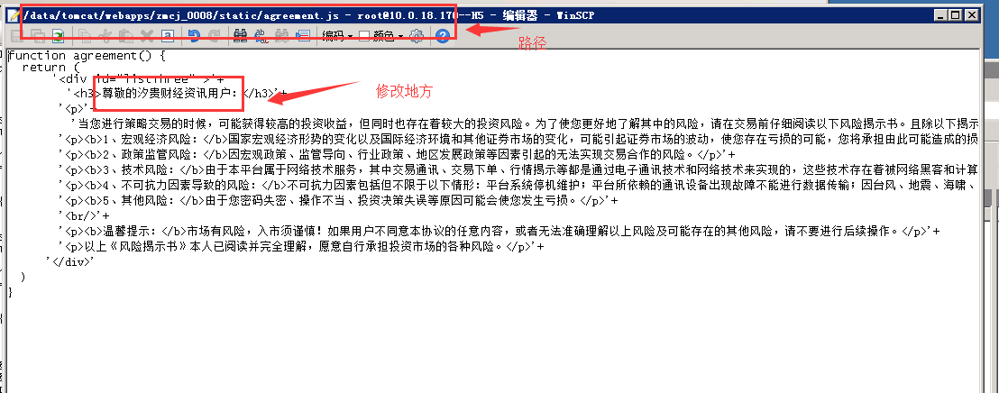 /data/tomcat/webapps/zmcj_0008/static/agreement.js - root@10.0.18.170--H5 - 编辑器 - WinSCP
编码
颜色
路径
function agreement() {
return (
'<div id="listInree" >'+
'<h3>尊敬的汐贵财经资讯用户：</h3>'+
修改地方
'<p>'+
'当您进行策略交易的时候，可能获得较高的投资收益，但同时也存在着较大的投资风险。为了使您更好地了解其中的风险，请在交易前仔细阅读以下风险揭示书。且除以下揭示
'<p><b>1、宏观经济风险：</b>国家宏观经济形势的变化以及国际经济环境和其他证券市场的变化，可能引起证券市场的波动，使您存在亏损的可能，您将承担由此可能造成的损
'<p><b>2、政策监管风险：</b>因宏观政策、监管导向、行业政策、地区发展政策等因素引起的无法实现交易合作的风险。</p>'+
'<p><b>3、技术风险：</b>由于本平台属于网络技术服务，其中交易通讯、交易下单、行情揭示等都是通过电子通讯技术和网络技术来实现的，这些技术存在着被网络黑客和计算
'<p><b>4、不可抗力因素导致的风险：</b>不可抗力因素包括但不限于以下情形：平台系统停机维护；平台所依赖的通讯设备出现故障不能进行数据传输；因台风、地震、海啸、
'<p><b>5、其他风险：</b>由于您密码失密、操作不当、投资决策失误等原因可能会使您发生亏损。</p>'+
'<br/>'+
'<p><b>温馨提示：</b>市场有风险，入市须谨慎！如果用户不同意本协议的任意内容，或者无法准确理解以上风险及可能存在的其他风险，请不要进行后续操作。</p>'+
'<p>以上《风险揭示书》本人已阅读并完全理解，愿意自行承担投资市场的各种风险。</p>'+
'</div>'
)
}